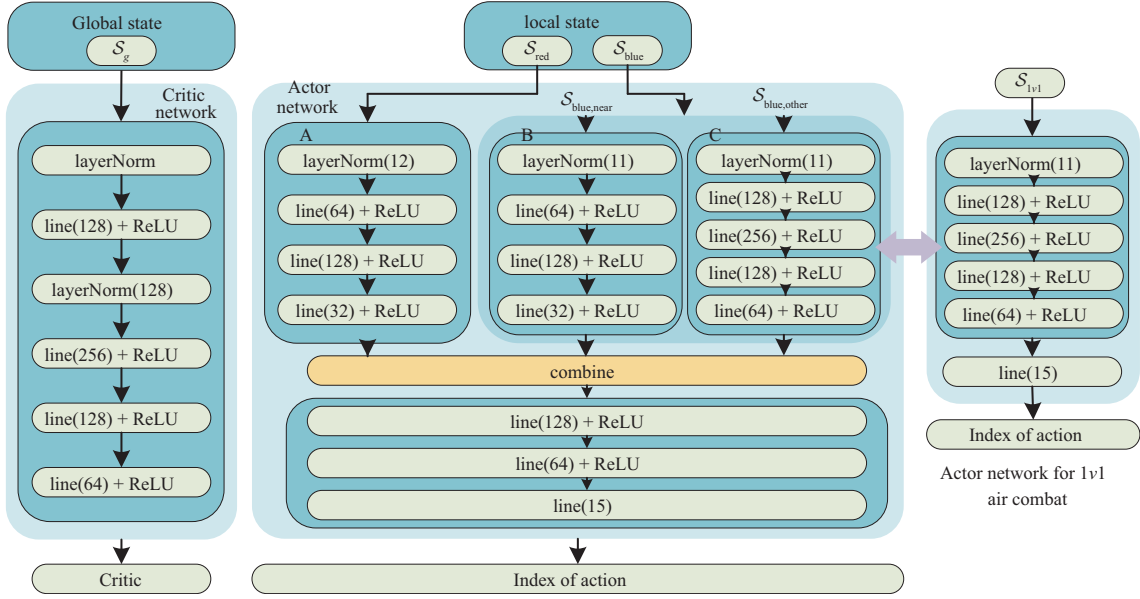 Global state
S_g
Critic
network
layerNorm
line(128) + ReLU
layerNorm(128)
line(256) + ReLU
line(128) + ReLU
line(64) + ReLU
Critic
local state
S_red
S_blue
Actor
network
S_blue,near
S_blue,other
A
layerNorm(12)
line(64) + ReLU
line(128) + ReLU
line(32) + ReLU
B
layerNorm(11)
line(64) + ReLU
line(128) + ReLU
line(32) + ReLU
C
layerNorm(11)
line(128) + ReLU
line(256) + ReLU
line(128) + ReLU
line(64) + ReLU
combine
line(128) + ReLU
line(64) + ReLU
line(15)
Index of action
S_1v1
layerNorm(11)
line(128) + ReLU
line(256) + ReLU
line(128) + ReLU
line(64) + ReLU
line(15)
Index of action
Actor network for 1v1
air combat